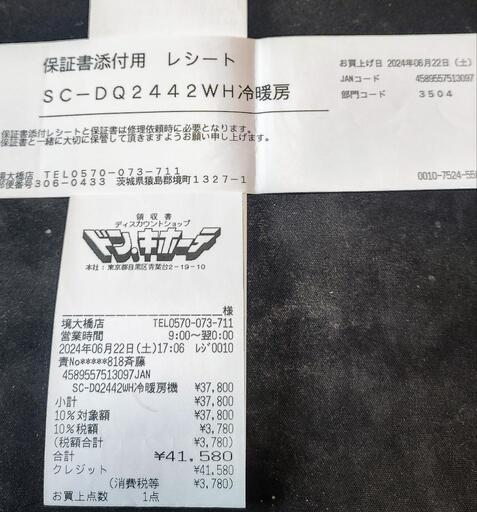 保証書添付用 レシート
SC-DQ2442WH冷暖房
保証書添付レシートと保証書は修理依頼時に必要となります。
保証書と一緒に大切に保管して頂きますようお願い申し上げます。
境大橋店 TEL0570-073-711
郵便番号306-0433 茨城県猿島郡境町1327-1
お買上げ日 2024年06月22日(土)
JANコード 4589557513097
部門コード 3504
0010-7524-55
領収書
ディスカウントショップ
ドン.キホーテ
本社:東京都目黒区青葉台2-19-10
様
境大橋店 TEL0570-073-711
営業時間 9:00～翌0:00
2024年06月22日(土)17:06 レジ0010
責No*****818斉藤
4589557513097JAN
SC-DQ2442WH冷暖房機 ¥37,800
小計 ¥37,800
10%対象額 ¥37,800
10%税額 ¥3,780
(税額合計 ¥3,780)
合計 ¥41,580
クレジット ¥41,580
(消費税等 ¥3,780)
お買上点数 1点